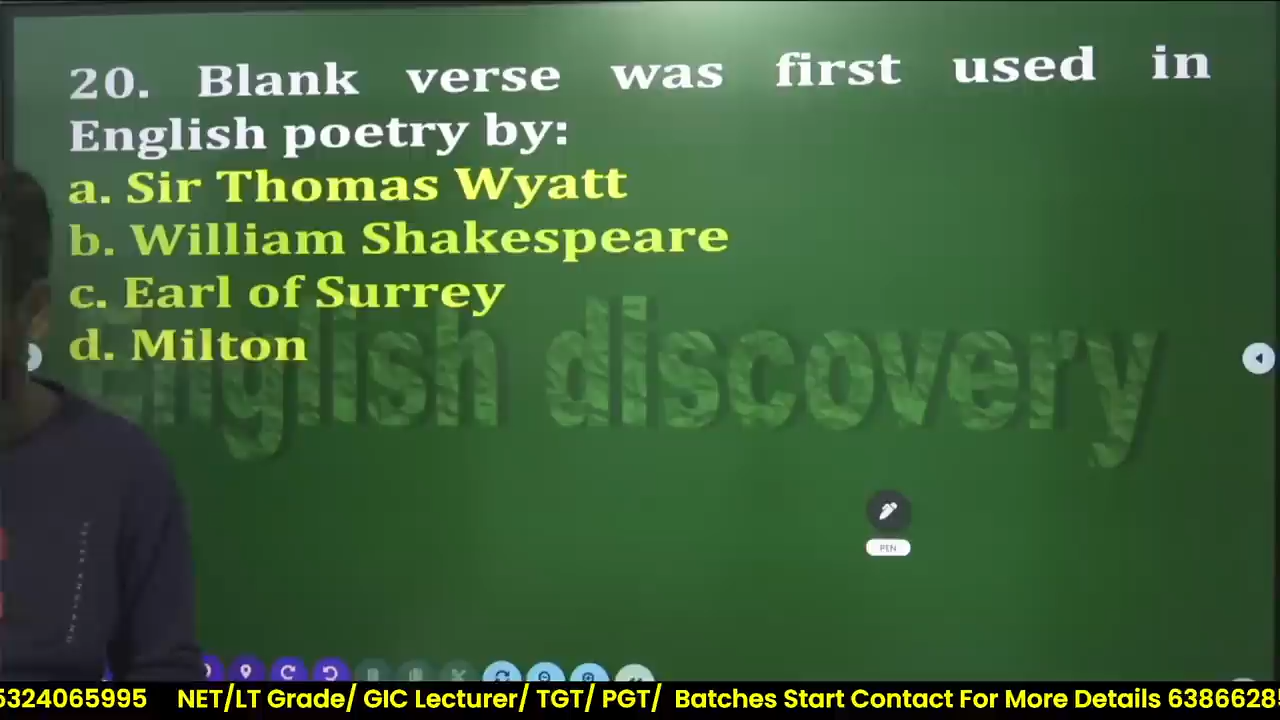 20. Blank verse was first used in
English poetry by:
a. Sir Thomas Wyatt
b. William Shakespeare
c. Earl of Surrey
d. Milton
English discovery
PEN
5324065995 NET/LT Grade/ GIC Lecturer/ TGT/ PGT/ Batches Start Contact For More Details 6386628